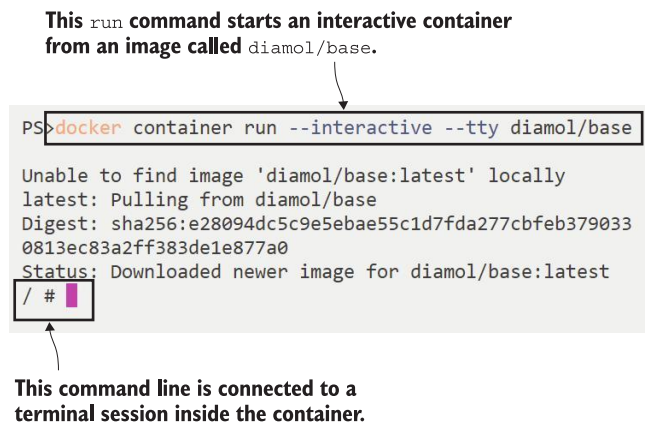 This run command starts an interactive container
from an image called diamol/base.
PS>docker container run --interactive --tty diamol/base
Unable to find image 'diamol/base:latest' locally
latest: Pulling from diamol/base
Digest: sha256:e28094dc5c9e5ebae55c1d7fda277cbfeb379033
0813ec83a2ff383de1e877a0
Status: Downloaded newer image for diamol/base:latest
/ #
This command line is connected to a
terminal session inside the container.